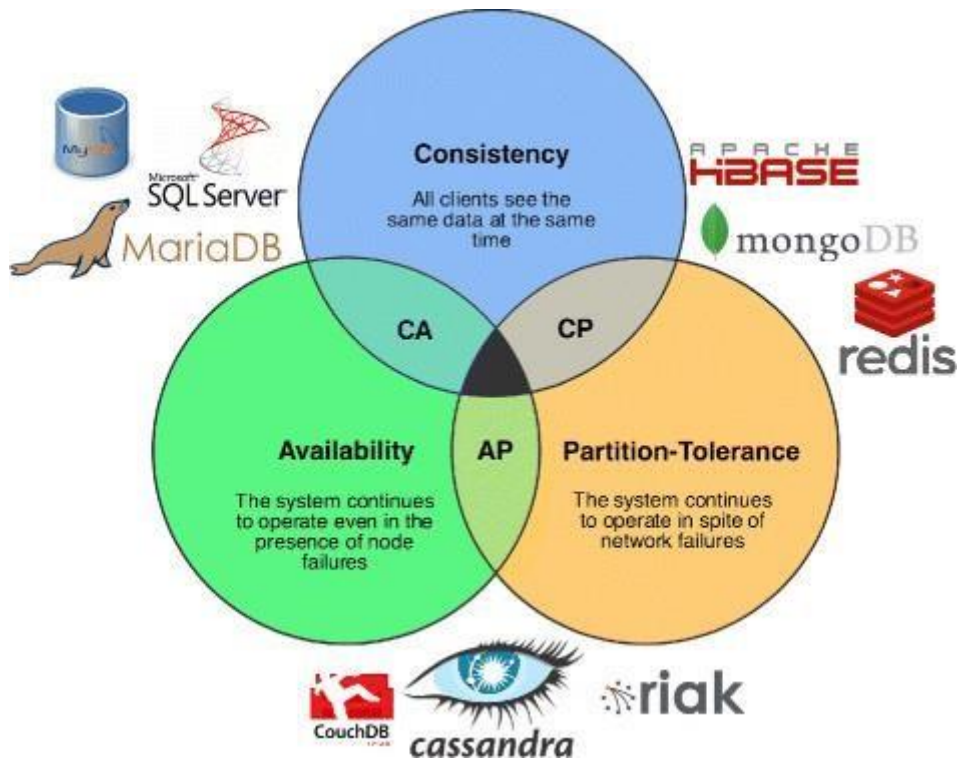 Consistency
All clients see the
same data at the same
time
MySQL
Microsoft®
SQL Server
MariaDB
APACHE
HBASE
mongoDB
redis
CA
CP
Availability
The system continues
to operate even in the
presence of node
failures
AP
Partition-Tolerance
The system continues
to operate in spite of
network failures
CouchDB
cassandra
riak